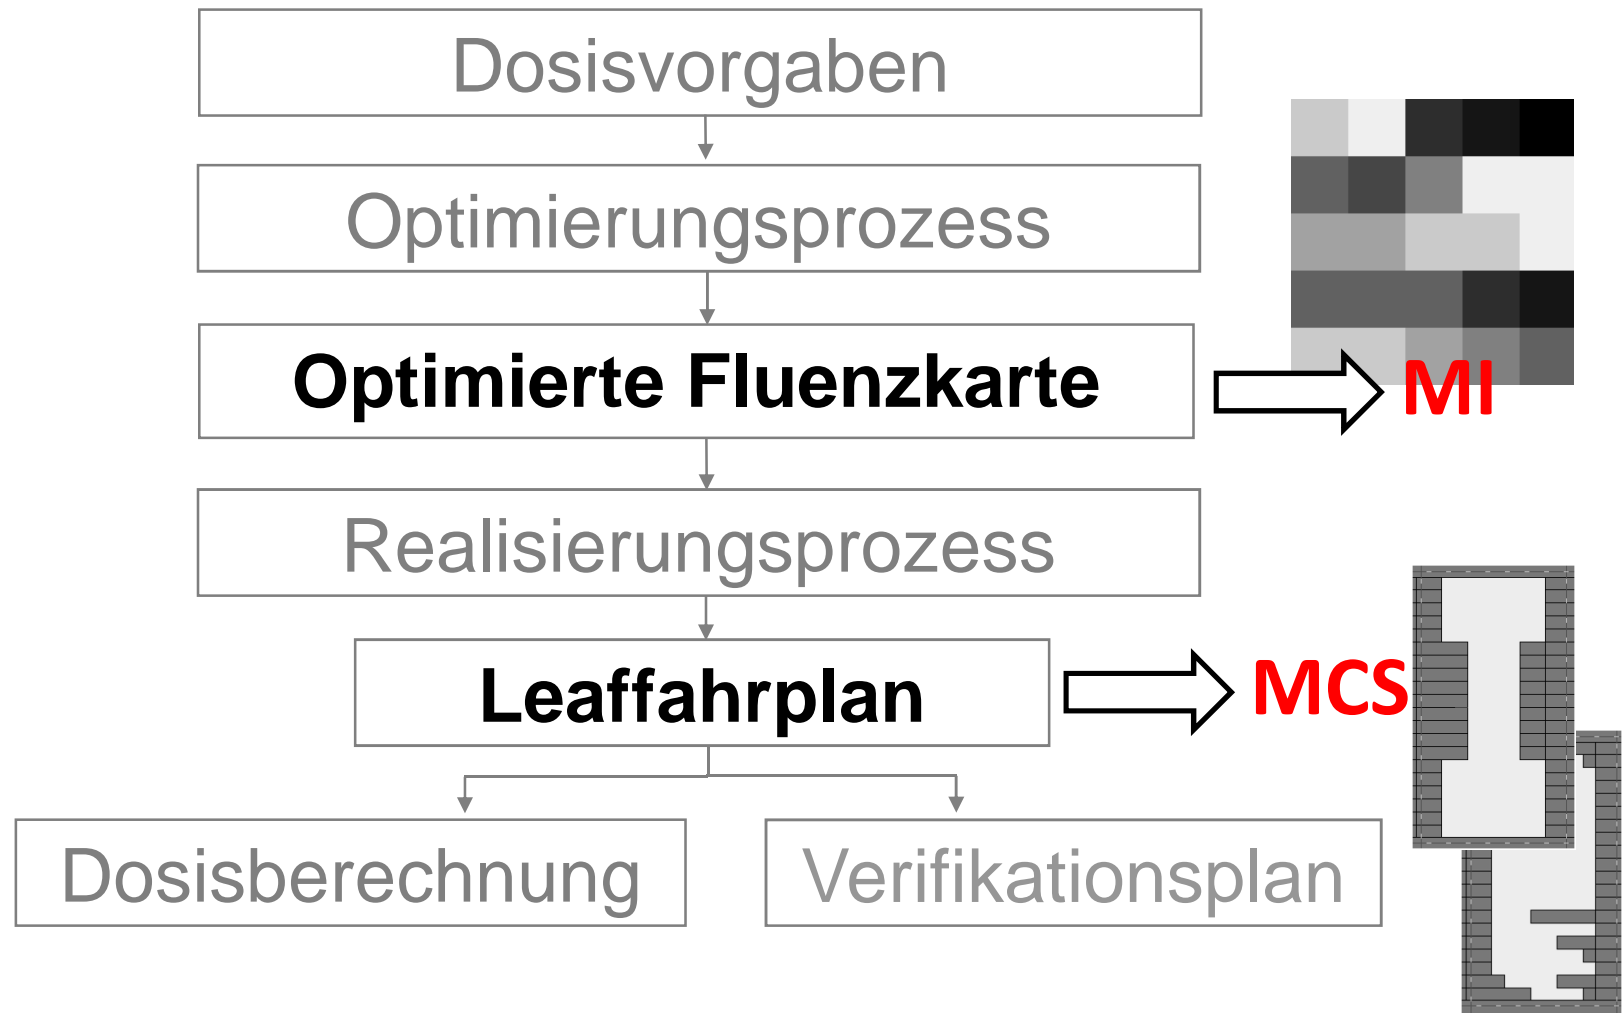 Dosisvorgaben
Optimierungsprozess
Optimierte Fluenzkarte
MI
Realisierungsprozess
Leaffahrplan
MCS
Dosisberechnung
Verifikationsplan